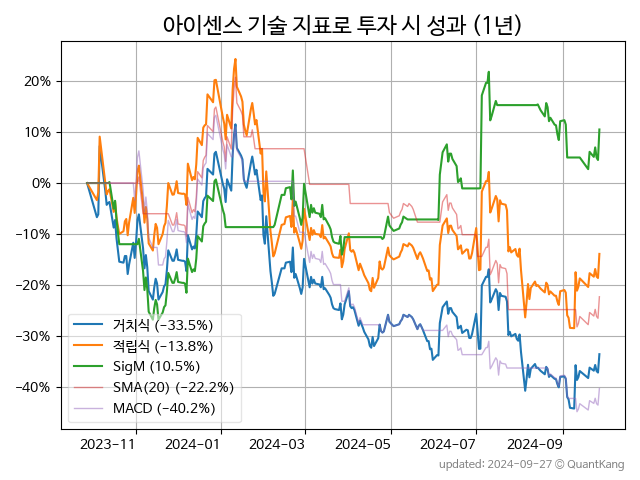 아이센스 기술 지표로 투자 시 성과 (1년)
20%
10%
0%
−10%
−20%
−30%
−40%
거치식 (−33.5%)
적립식 (−13.8%)
SigM (10.5%)
SMA(20) (−22.2%)
MACD (−40.2%)
2023−11 2024−01 2024−03 2024−05 2024−07 2024−09
updated: 2024−09−27 © QuantKang